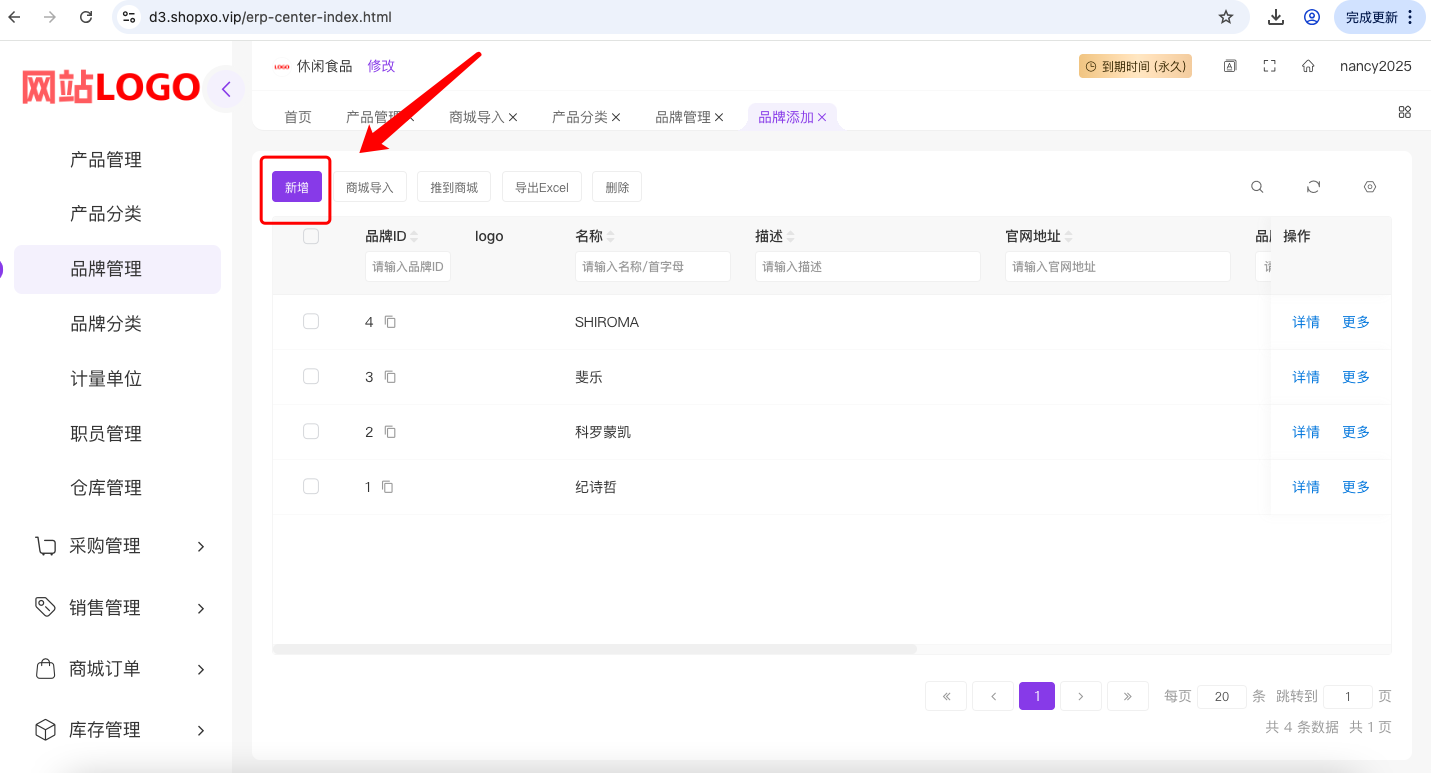 d3.shopxo.vip/erp-center-index.html 完成更新
网站LOGO
LOGO 休闲食品 修改 到期时间 (永久) nancy2025
首页 产品管理 商城导入 产品分类 品牌管理 品牌添加
产品管理
产品分类
品牌管理
品牌分类
计量单位
职员管理
仓库管理
采购管理
销售管理
商城订单
库存管理
新增 商城导入 推到商城 导出Excel 删除
品牌ID logo 名称 描述 官网地址 操作
请输入品牌ID 请输入名称/首字母 请输入描述 请输入官网地址
4 SHIROMA 详情 更多
3 斐乐 详情 更多
2 科罗蒙凯 详情 更多
1 纪诗哲 详情 更多
« ‹ 1 › » 每页 20 条 跳转到 1 页
共 4 条数据 共 1 页